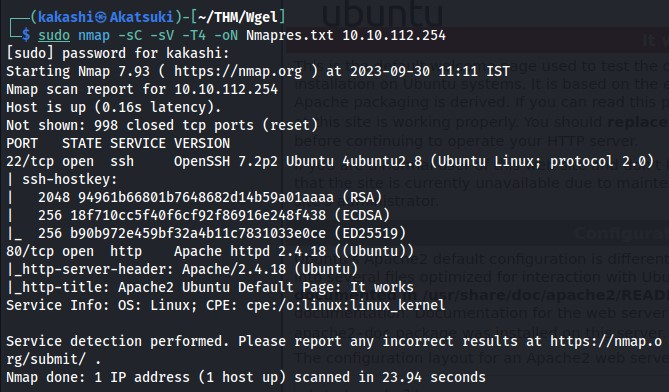 ┌──(kakashi㉿Akatsuki)-[~/THM/Wgel]
└─$ sudo nmap -sC -sV -T4 -oN Nmapres.txt 10.10.112.254
[sudo] password for kakashi:
Starting Nmap 7.93 ( https://nmap.org ) at 2023-09-30 11:11 IST
Nmap scan report for 10.10.112.254
Host is up (0.16s latency).
Not shown: 998 closed tcp ports (reset)
PORT   STATE SERVICE VERSION
22/tcp open  ssh     OpenSSH 7.2p2 Ubuntu 4ubuntu2.8 (Ubuntu Linux; protocol 2.0)
| ssh-hostkey:
|   2048 94961b66801b7648682d14b59a01aaaa (RSA)
|   256 18f710cc5f40f6cf92f86916e248f438 (ECDSA)
|_  256 b90b972e459bf32a4b11c7831033e0ce (ED25519)
80/tcp open  http    Apache httpd 2.4.18 ((Ubuntu))
|_http-server-header: Apache/2.4.18 (Ubuntu)
|_http-title: Apache2 Ubuntu Default Page: It works
Service Info: OS: Linux; CPE: cpe:/o:linux:linux_kernel
Service detection performed. Please report any incorrect results at https://nmap.o
rg/submit/ .
Nmap done: 1 IP address (1 host up) scanned in 23.94 seconds
ubuntu